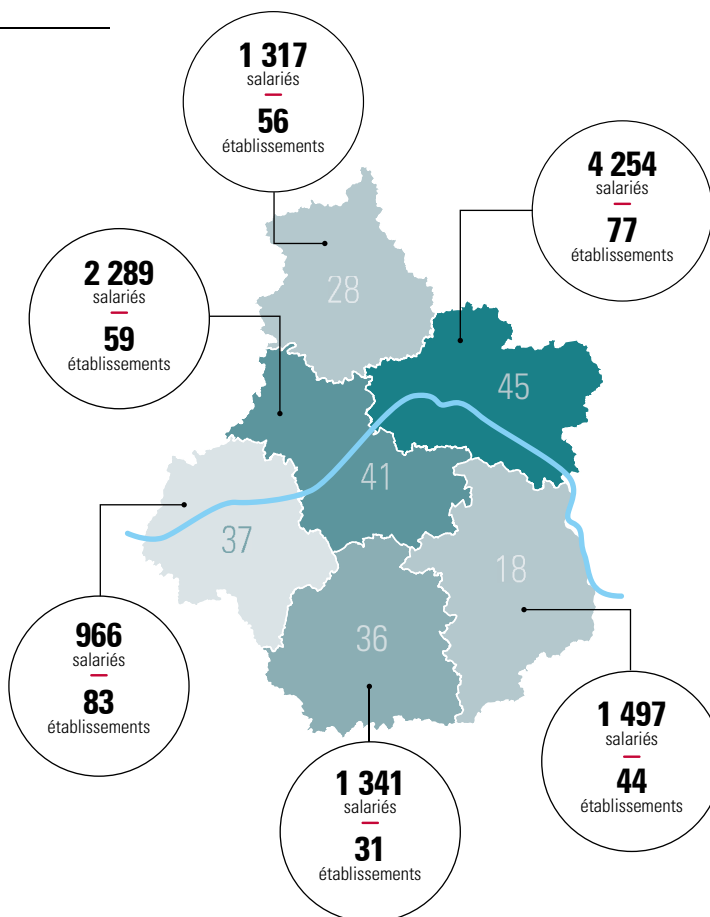 1 317
salariés
56
établissements
4 254
salariés
77
établissements
2 289
salariés
59
établissements
28
45
41
37
18
36
966
salariés
83
établissements
1 497
salariés
44
établissements
1 341
salariés
31
établissements